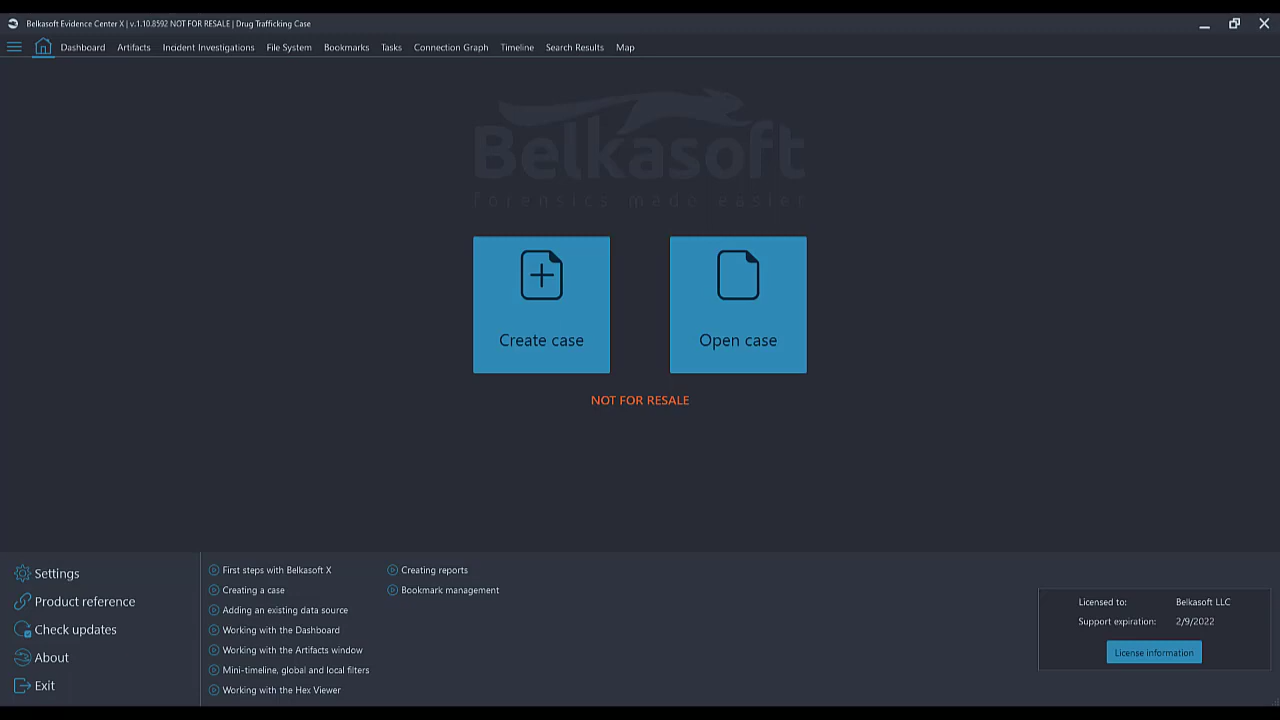 Belkasoft Evidence Center X | v.1.10.8592 NOT FOR RESALE | Drug Trafficking Case
Dashboard Artifacts Incident Investigations File System Bookmarks Tasks Connection Graph Timeline Search Results Map
Belkasoft
forensics made easier
Create case Open case
NOT FOR RESALE
Settings
Product reference
Check updates
About
Exit
First steps with Belkasoft X
Creating a case
Adding an existing data source
Working with the Dashboard
Working with the Artifacts window
Mini-timeline, global and local filters
Working with the Hex Viewer
Creating reports
Bookmark management
Licensed to: Belkasoft LLC
Support expiration: 2/9/2022
License information